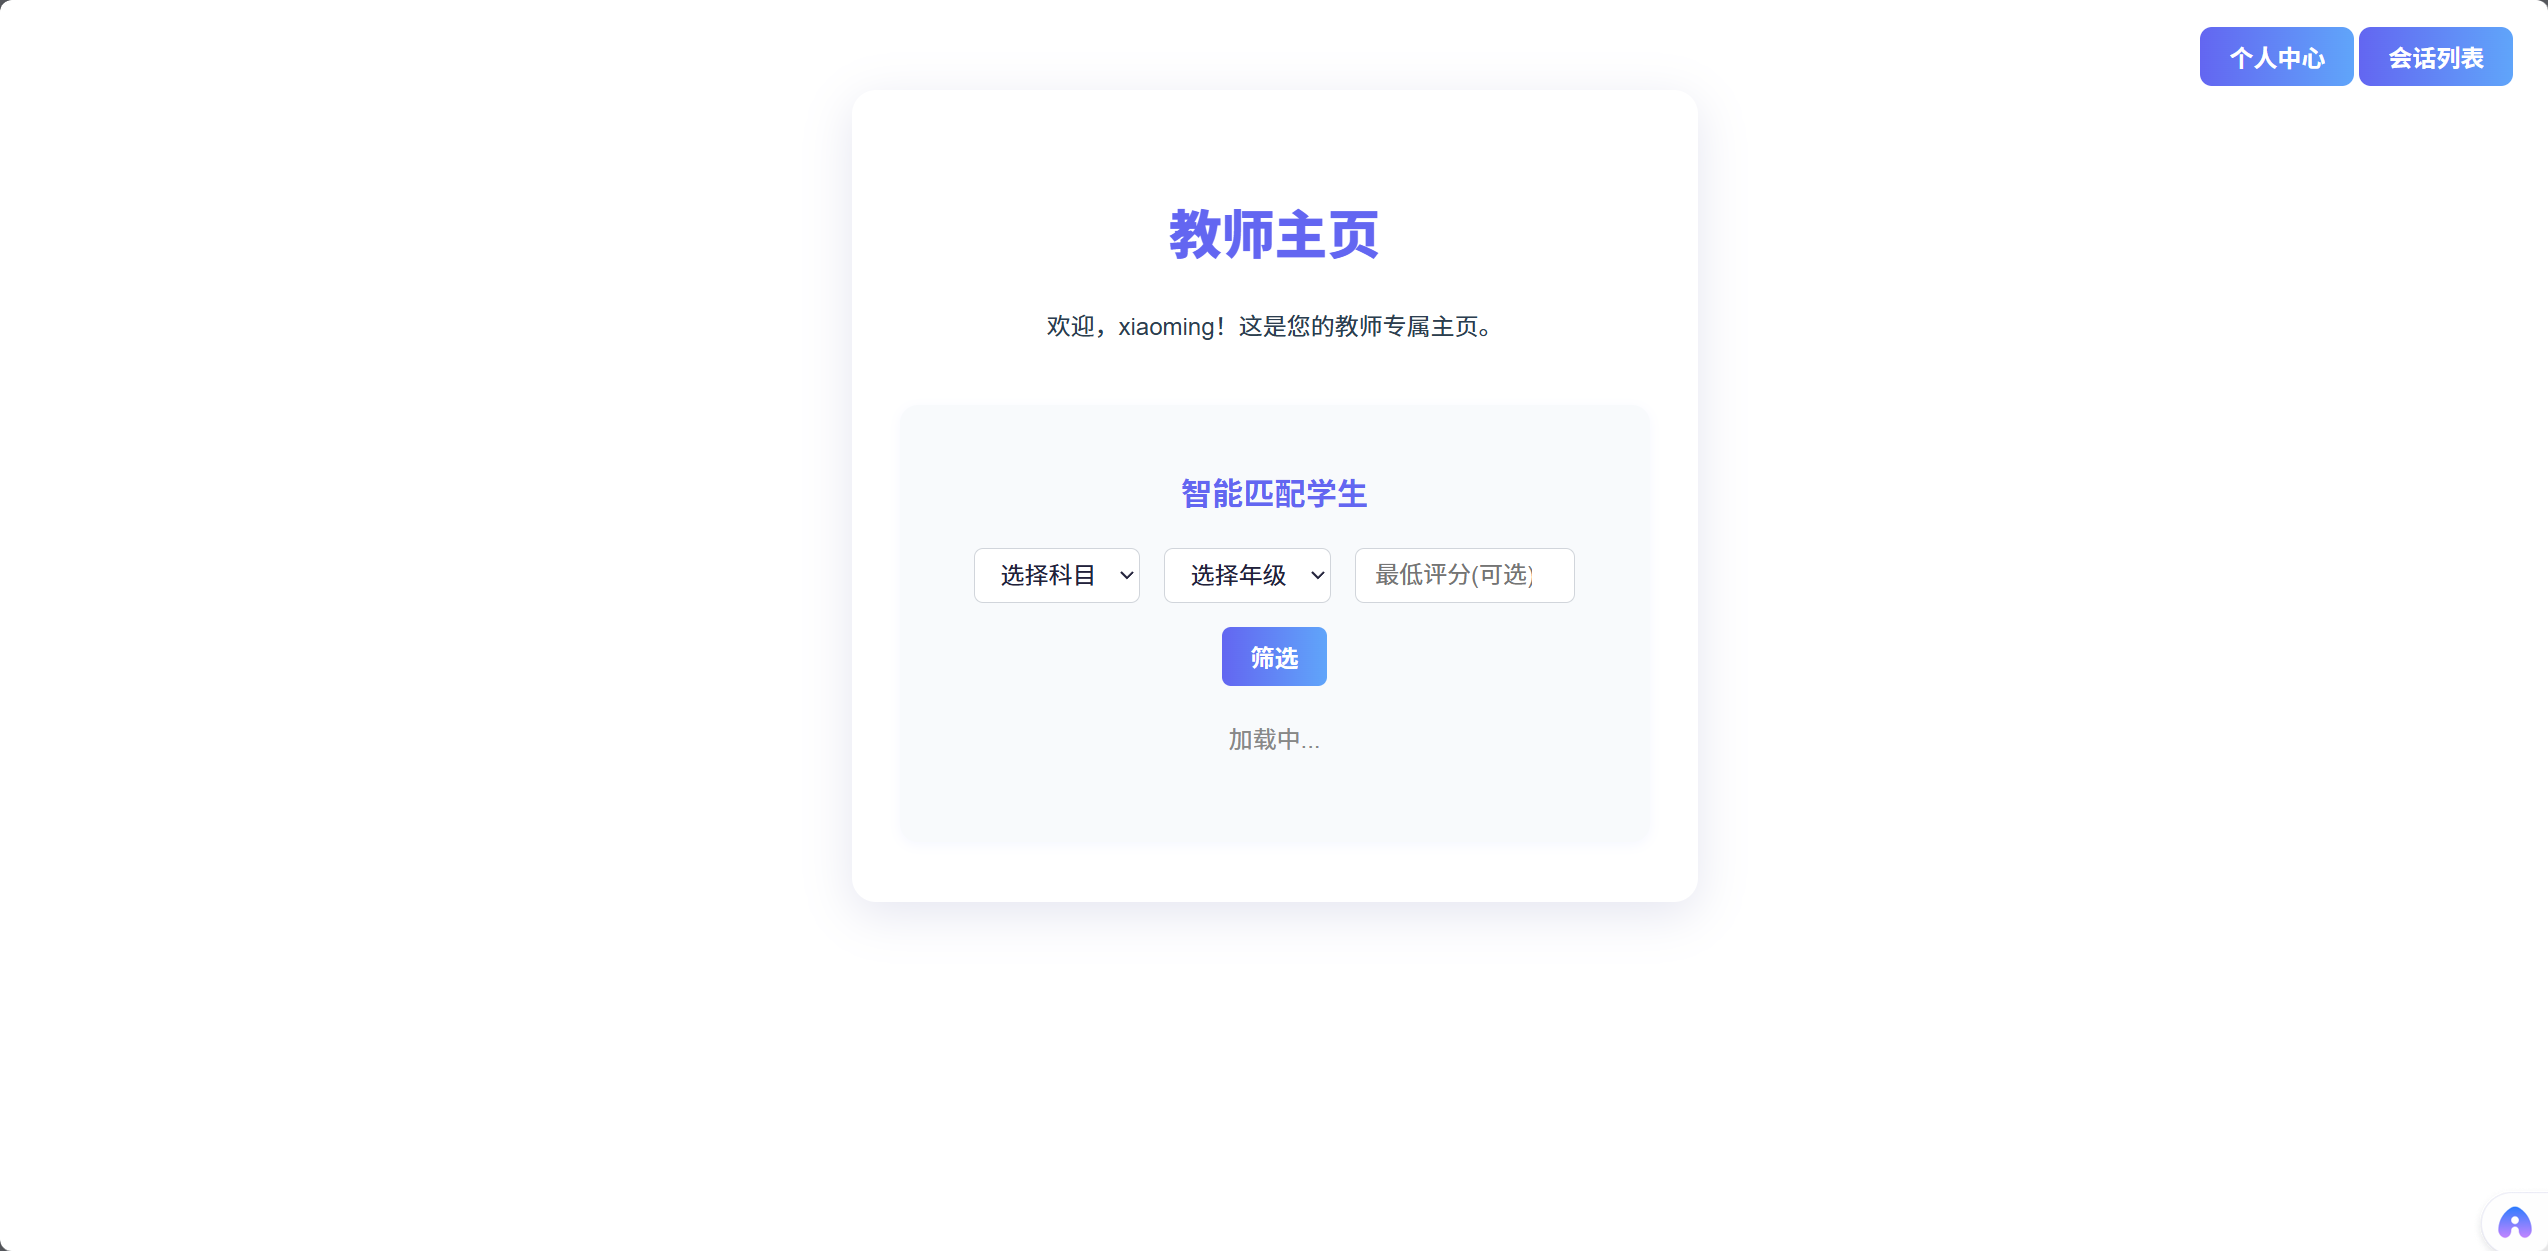 个人中心 会话列表
教师主页
欢迎，xiaoming！这是您的教师专属主页。
智能匹配学生
选择科目 选择年级 最低评分(可选)
筛选
加载中...